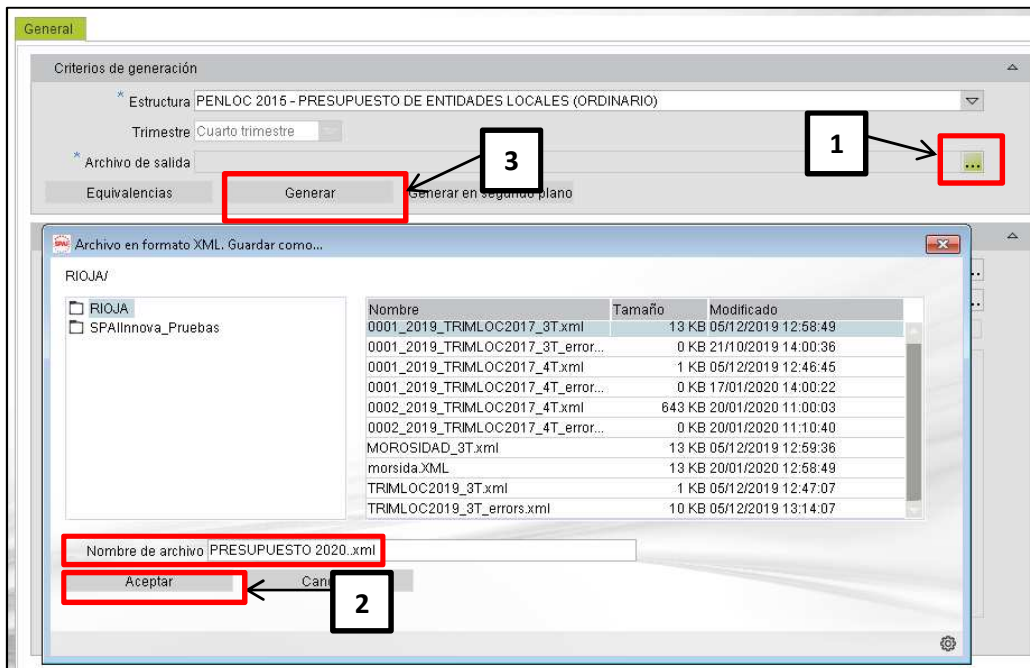 General
Criterios de generación
* Estructura PENLOC 2015 - PRESUPUESTO DE ENTIDADES LOCALES (ORDINARIO)
Trimestre Cuarto trimestre
1
* Archivo de salida ...
3
Equivalencias Generar Generar en segundo plano
Archivo en formato XML. Guardar como...
RIOJA/
RIOJA
SPAIInnova_Pruebas
Nombre Tamaño Modificado
0001_2019_TRIMLOC2017_3T.xml 13 KB 05/12/2019 12:58:49
0001_2019_TRIMLOC2017_3T_error... 0 KB 21/10/2019 14:00:36
0001_2019_TRIMLOC2017_4T.xml 1 KB 05/12/2019 12:46:45
0001_2019_TRIMLOC2017_4T_error... 0 KB 17/01/2020 14:00:22
0002_2019_TRIMLOC2017_4T.xml 643 KB 20/01/2020 11:00:03
0002_2019_TRIMLOC2017_4T_error... 0 KB 20/01/2020 11:10:40
MOROSIDAD_3T.xml 13 KB 05/12/2019 12:59:36
morsida.XML 13 KB 20/01/2020 12:58:49
TRIMLOC2019_3T.xml 1 KB 05/12/2019 12:47:07
TRIMLOC2019_3T_errors.xml 10 KB 05/12/2019 13:14:07
Nombre de archivo PRESUPUESTO 2020..xml
Aceptar Canc
2